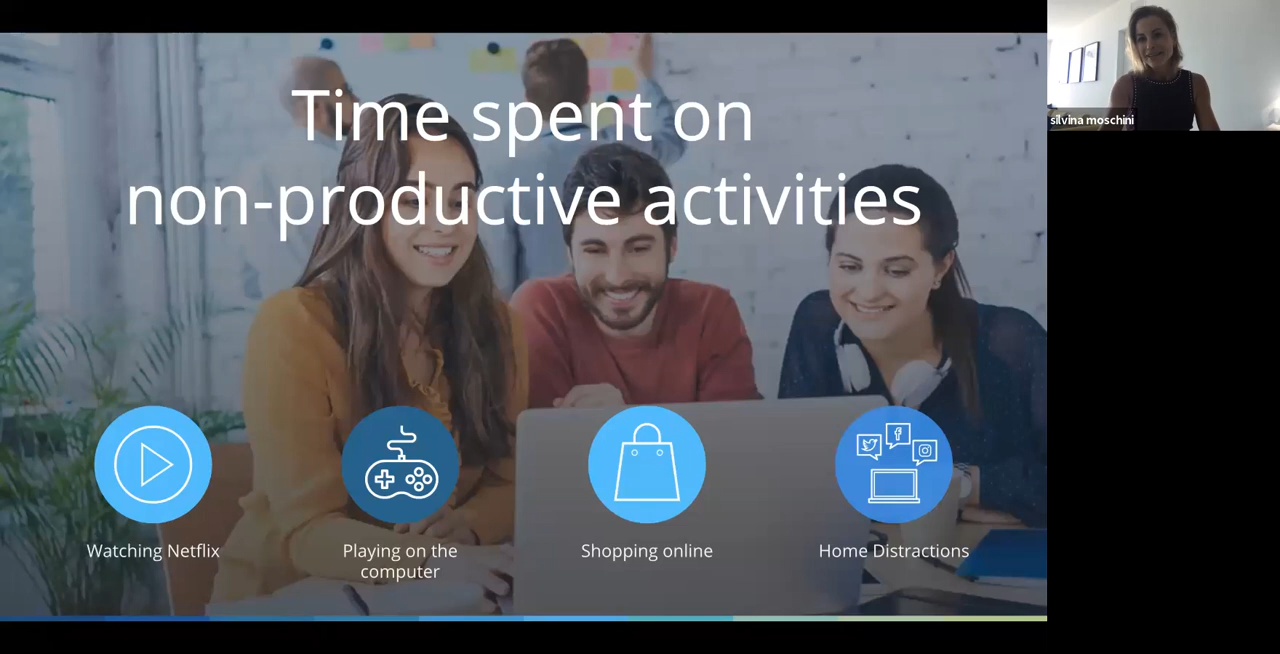 Time spent on
non-productive activities
silvina moschini
Watching Netflix
Playing on the
computer
Shopping online
Home Distractions